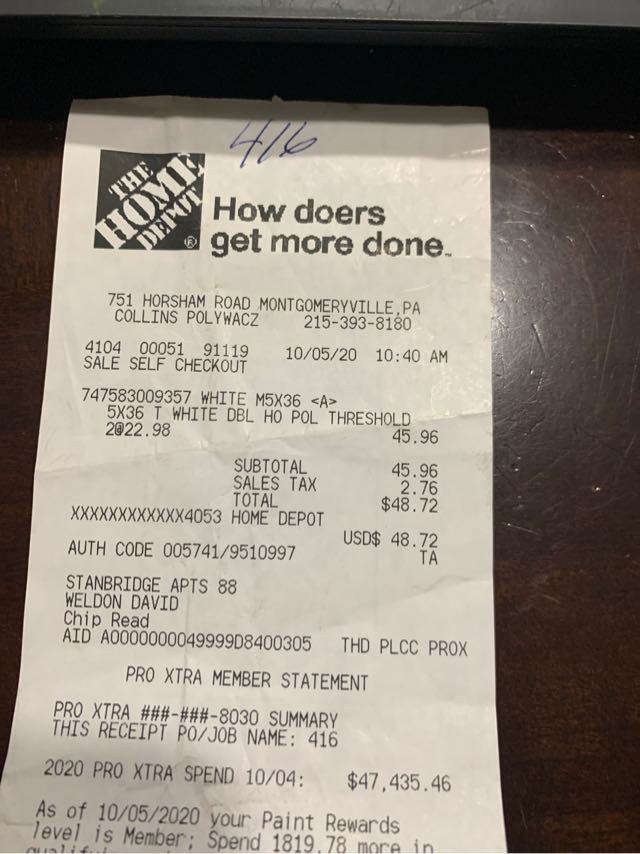 416
THE HOME DEPOT ®
How doers
get more done.
751 HORSHAM ROAD MONTGOMERYVILLE,PA
COLLINS POLYWACZ 215-393-8180
4104 00051 91119 10/05/20 10:40 AM
SALE SELF CHECKOUT
747583009357 WHITE M5X36 <A>
5X36 T WHITE DBL HO POL THRESHOLD
2@22.98 45.96
SUBTOTAL 45.96
SALES TAX 2.76
TOTAL $48.72
XXXXXXXXXXXX4053 HOME DEPOT
USD$ 48.72
AUTH CODE 005741/9510997 TA
STANBRIDGE APTS 88
WELDON DAVID
Chip Read
AID A0000000049999D8400305 THD PLCC PROX
PRO XTRA MEMBER STATEMENT
PRO XTRA ###-###-8030 SUMMARY
THIS RECEIPT PO/JOB NAME: 416
2020 PRO XTRA SPEND 10/04: $47,435.46
As of 10/05/2020 your Paint Rewards
level is Member; Spend 1819.78 more in